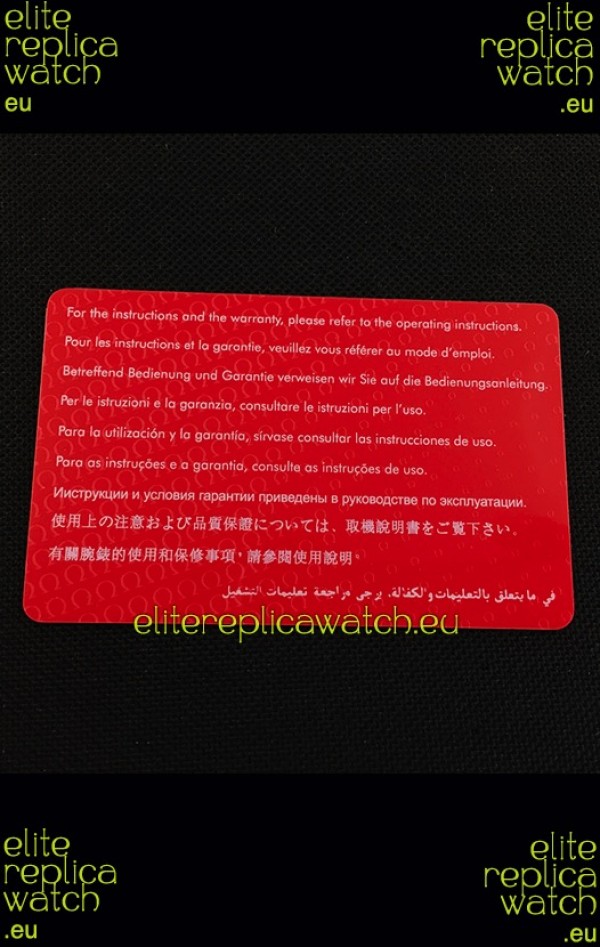 elite
replica
watch
eu
elite
replica
watch
.eu
For the instructions and the warranty, please refer to the operating instructions.
Pour les instructions et la garantie, veuillez vous référer au mode d'emploi.
Betreffend Bedienung und Garantie verweisen wir Sie auf die Bedienungsanleitung.
Per le istruzioni e la garanzia, consultare le istruzioni per l'uso.
Para la utilización y la garantía, sírvase consultar las instrucciones de uso.
Para as instruções e a garantia, consulte as instruções de uso.
Ииструкции и условия гарантии приведены в руководстве по эксплуатации.
使用上の注意および品質保證については、取機說明書をご覧下さい。
有關腕錶的使用和保修事項，請參閱使用說明。
في ما يتعلق بالتعليمات والكفالة، يرجى مراجعة تعليمات التشغيل
elitereplicawatch.eu
elite
replica
watch
.eu
elite
replica
watch
.eu